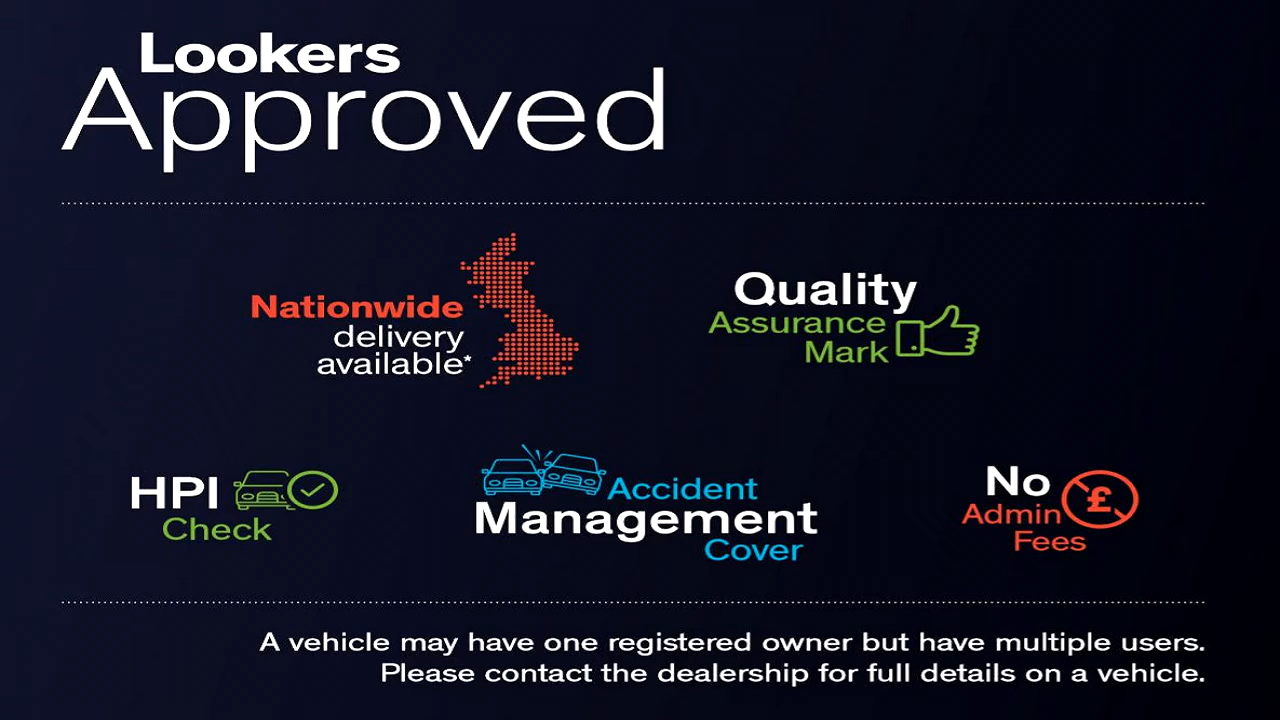 Lookers
Approved
Nationwide
delivery
available*
Quality
Assurance
Mark
HPI
Check
Accident
Management
Cover
No
Admin
Fees
£
A vehicle may have one registered owner but have multiple users.
Please contact the dealership for full details on a vehicle.